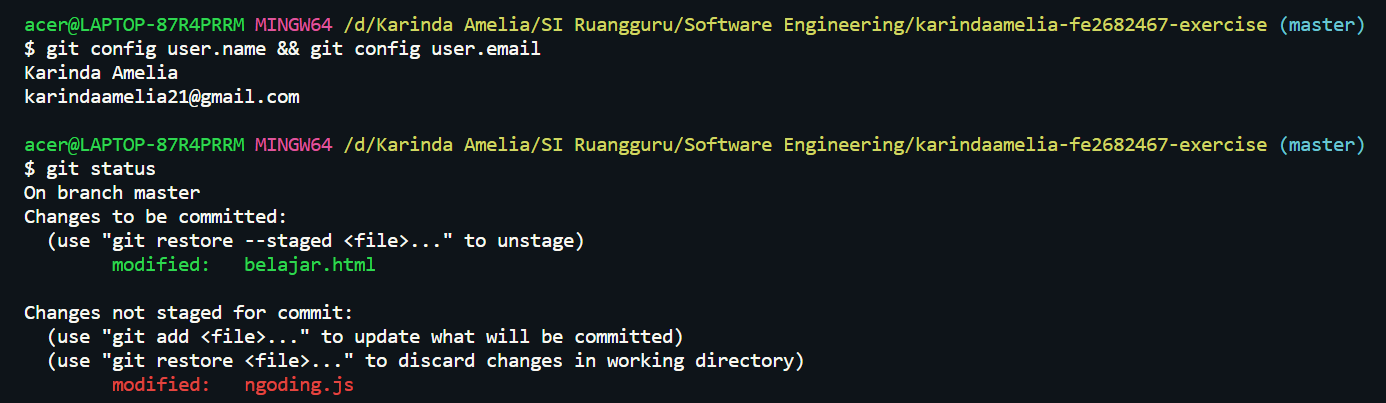 acer@LAPTOP-87R4PRRM MINGW64 /d/Karinda Amelia/SI Ruangguru/Software Engineering/karindaamelia-fe2682467-exercise (master)
$ git config user.name && git config user.email
Karinda Amelia
karindaamelia21@gmail.com
acer@LAPTOP-87R4PRRM MINGW64 /d/Karinda Amelia/SI Ruangguru/Software Engineering/karindaamelia-fe2682467-exercise (master)
$ git status
On branch master
Changes to be committed:
  (use "git restore --staged <file>..." to unstage)
        modified:   belajar.html
Changes not staged for commit:
  (use "git add <file>..." to update what will be committed)
  (use "git restore <file>..." to discard changes in working directory)
        modified:   ngoding.js